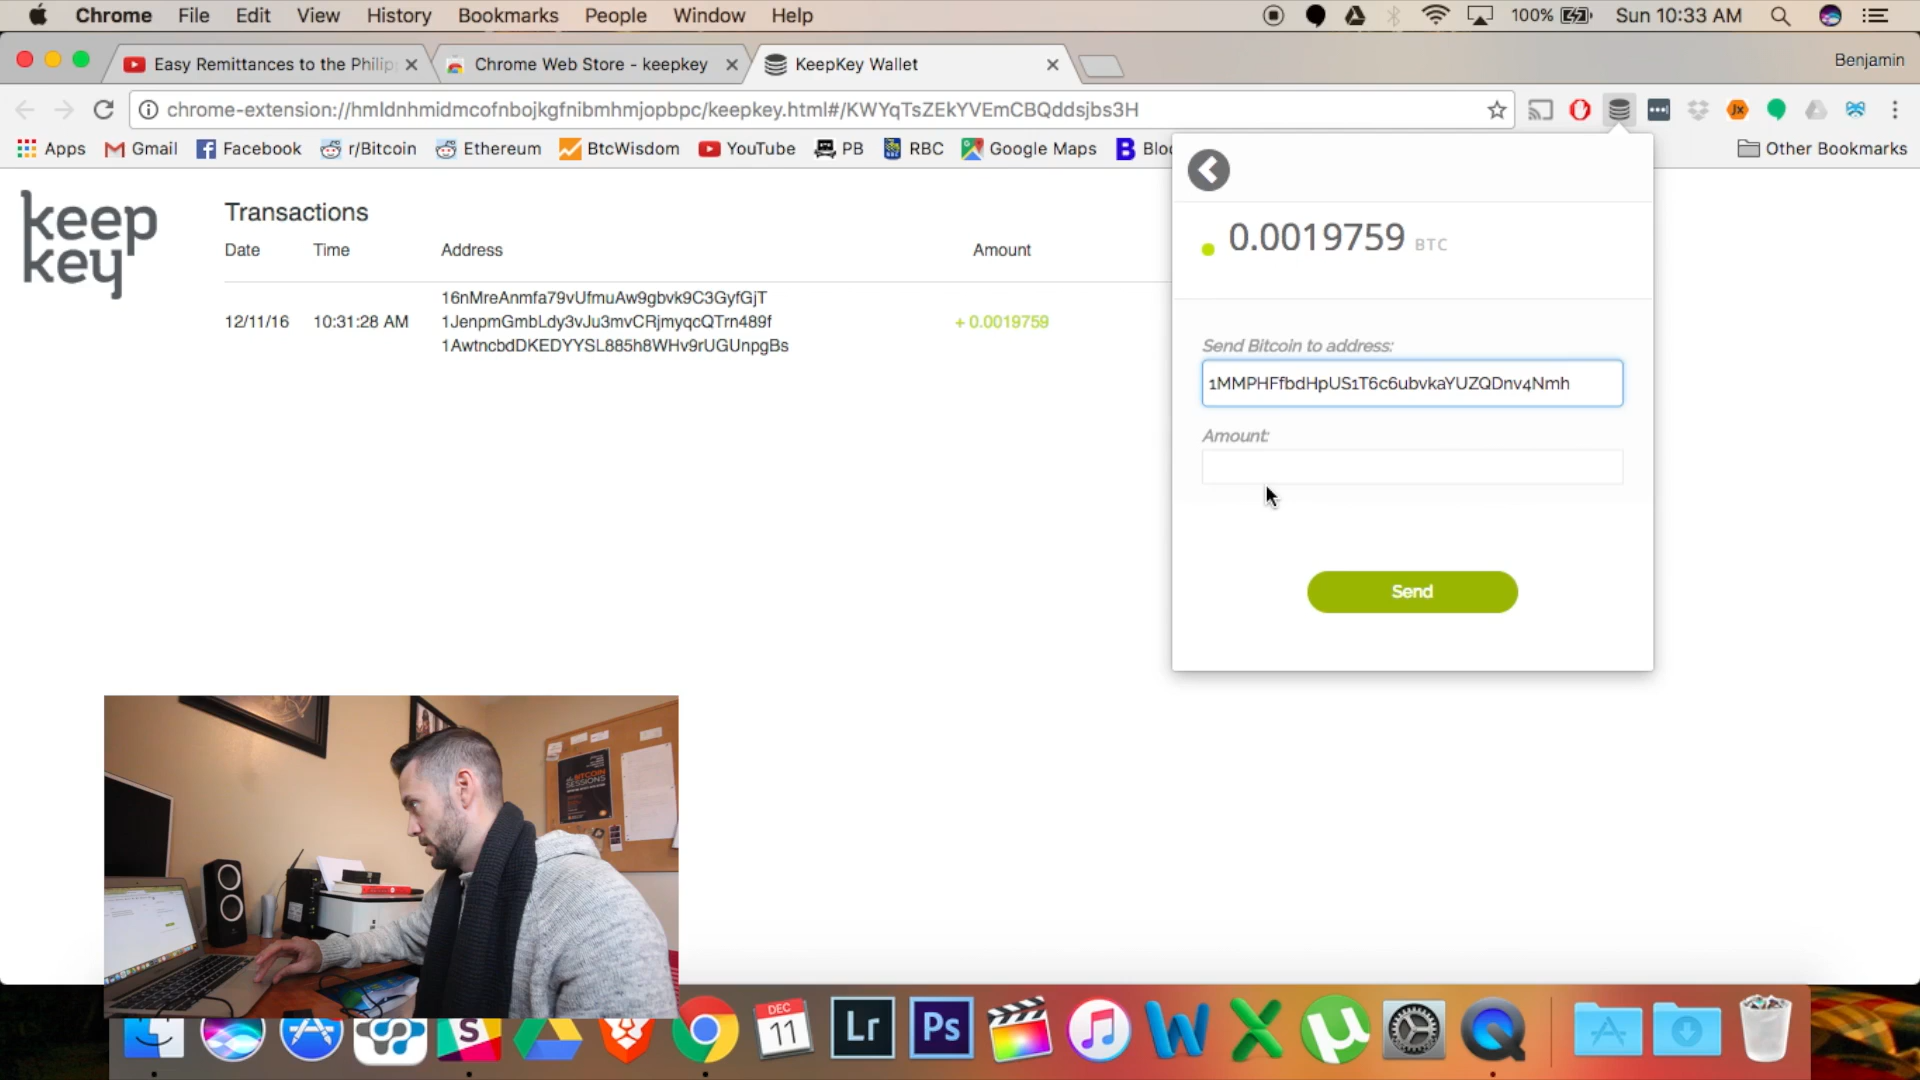 Chrome File Edit View History Bookmarks People Window Help 100% Sun 10:33 AM
Easy Remittances to the Philip
Chrome Web Store - keepkey
KeepKey Wallet
Benjamin
chrome-extension://hmldnhmidmcofnbojkgfnibmhmjopbpc/keepkey.html#/KWYqTsZEkYVEmCBQddsjbs3H
Apps Gmail Facebook r/Bitcoin Ethereum BtcWisdom YouTube PB RBC Google Maps Bloc Other Bookmarks
keep
key
Transactions
Date Time Address Amount
16nMreAnmfa79vUfmuAw9gbvk9C3GyfGjT
12/11/16 10:31:28 AM 1JenpmGmbLdy3vJu3mvCRjmyqcQTrn489f + 0.0019759
1AwtncbdDKEDYYSL885h8WHv9rUGUnpgBs
0.0019759 BTC
Send Bitcoin to address:
1MMPHFfbdHpUS1T6c6ubvkaYUZQDnv4Nmh
Amount:
Send
BITCOIN
SESSIONS
DEC
11
Lr
Ps